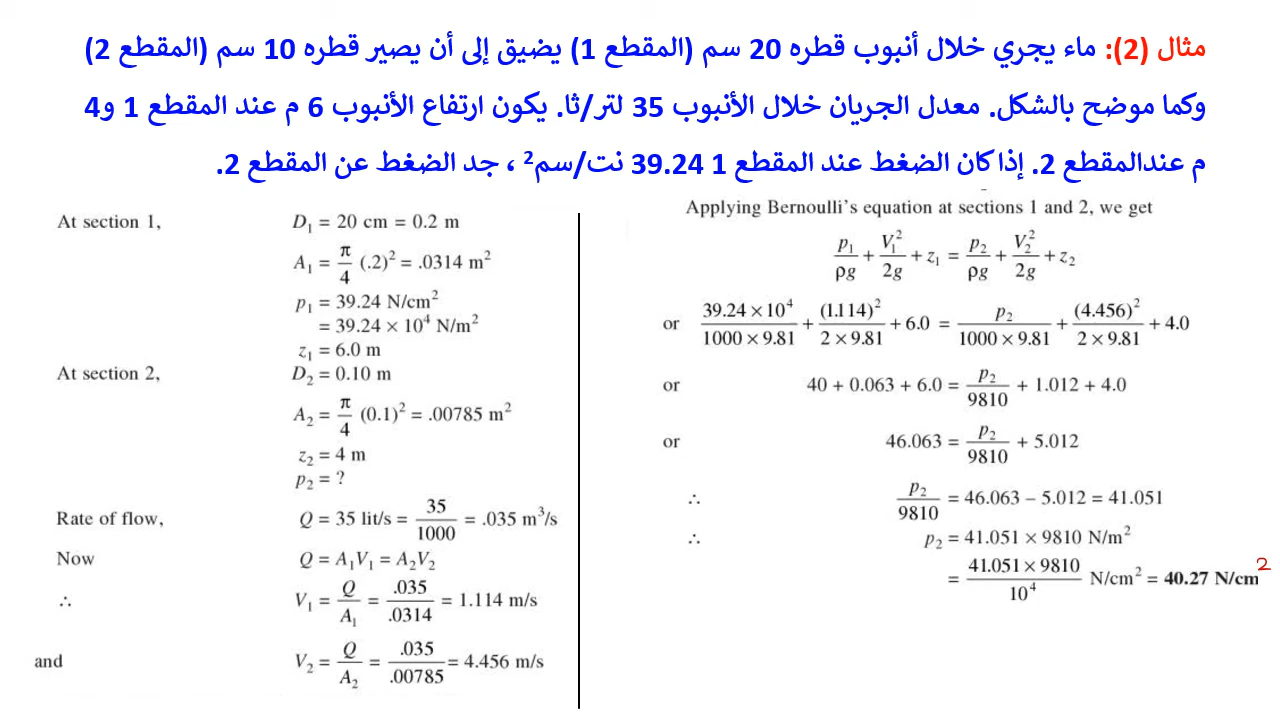 مثال (2): ماء يجري خلال أنبوب قطره 20 سم (المقطع 1) يضيق إلى أن يصير قطره 10 سم (المقطع 2)
وكما موضح بالشكل. معدل الجريان خلال الأنبوب 35 لتر/ثا. يكون ارتفاع الأنبوب 6 م عند المقطع 1 و4
م عندالمقطع 2. إذا كان الضغط عند المقطع 1 39.24 نت/سم²، جد الضغط عن المقطع 2.
At section 1, D₁ = 20 cm = 0.2 m
A₁ = π/4 (.2)² = .0314 m²
p₁ = 39.24 N/cm²
= 39.24 × 10⁴ N/m²
z₁ = 6.0 m
At section 2, D₂ = 0.10 m
A₂ = π/4 (0.1)² = .00785 m²
z₂ = 4 m
p₂ = ?
Rate of flow, Q = 35 lit/s = 35/1000 = .035 m³/s
Now Q = A₁V₁ = A₂V₂
∴ V₁ = Q/A₁ = .035/.0314 = 1.114 m/s
and V₂ = Q/A₂ = .035/.00785 = 4.456 m/s
Applying Bernoulli's equation at sections 1 and 2, we get
p₁/ρg + V₁²/2g + z₁ = p₂/ρg + V₂²/2g + z₂
or 39.24 × 10⁴/1000 × 9.81 + (1.114)²/2 × 9.81 + 6.0 = p₂/1000 × 9.81 + (4.456)²/2 × 9.81 + 4.0
or 40 + 0.063 + 6.0 = p₂/9810 + 1.012 + 4.0
or 46.063 = p₂/9810 + 5.012
∴ p₂/9810 = 46.063 – 5.012 = 41.051
∴ p₂ = 41.051 × 9810 N/m²
= 41.051 × 9810/10⁴ N/cm² = 40.27 N/cm²